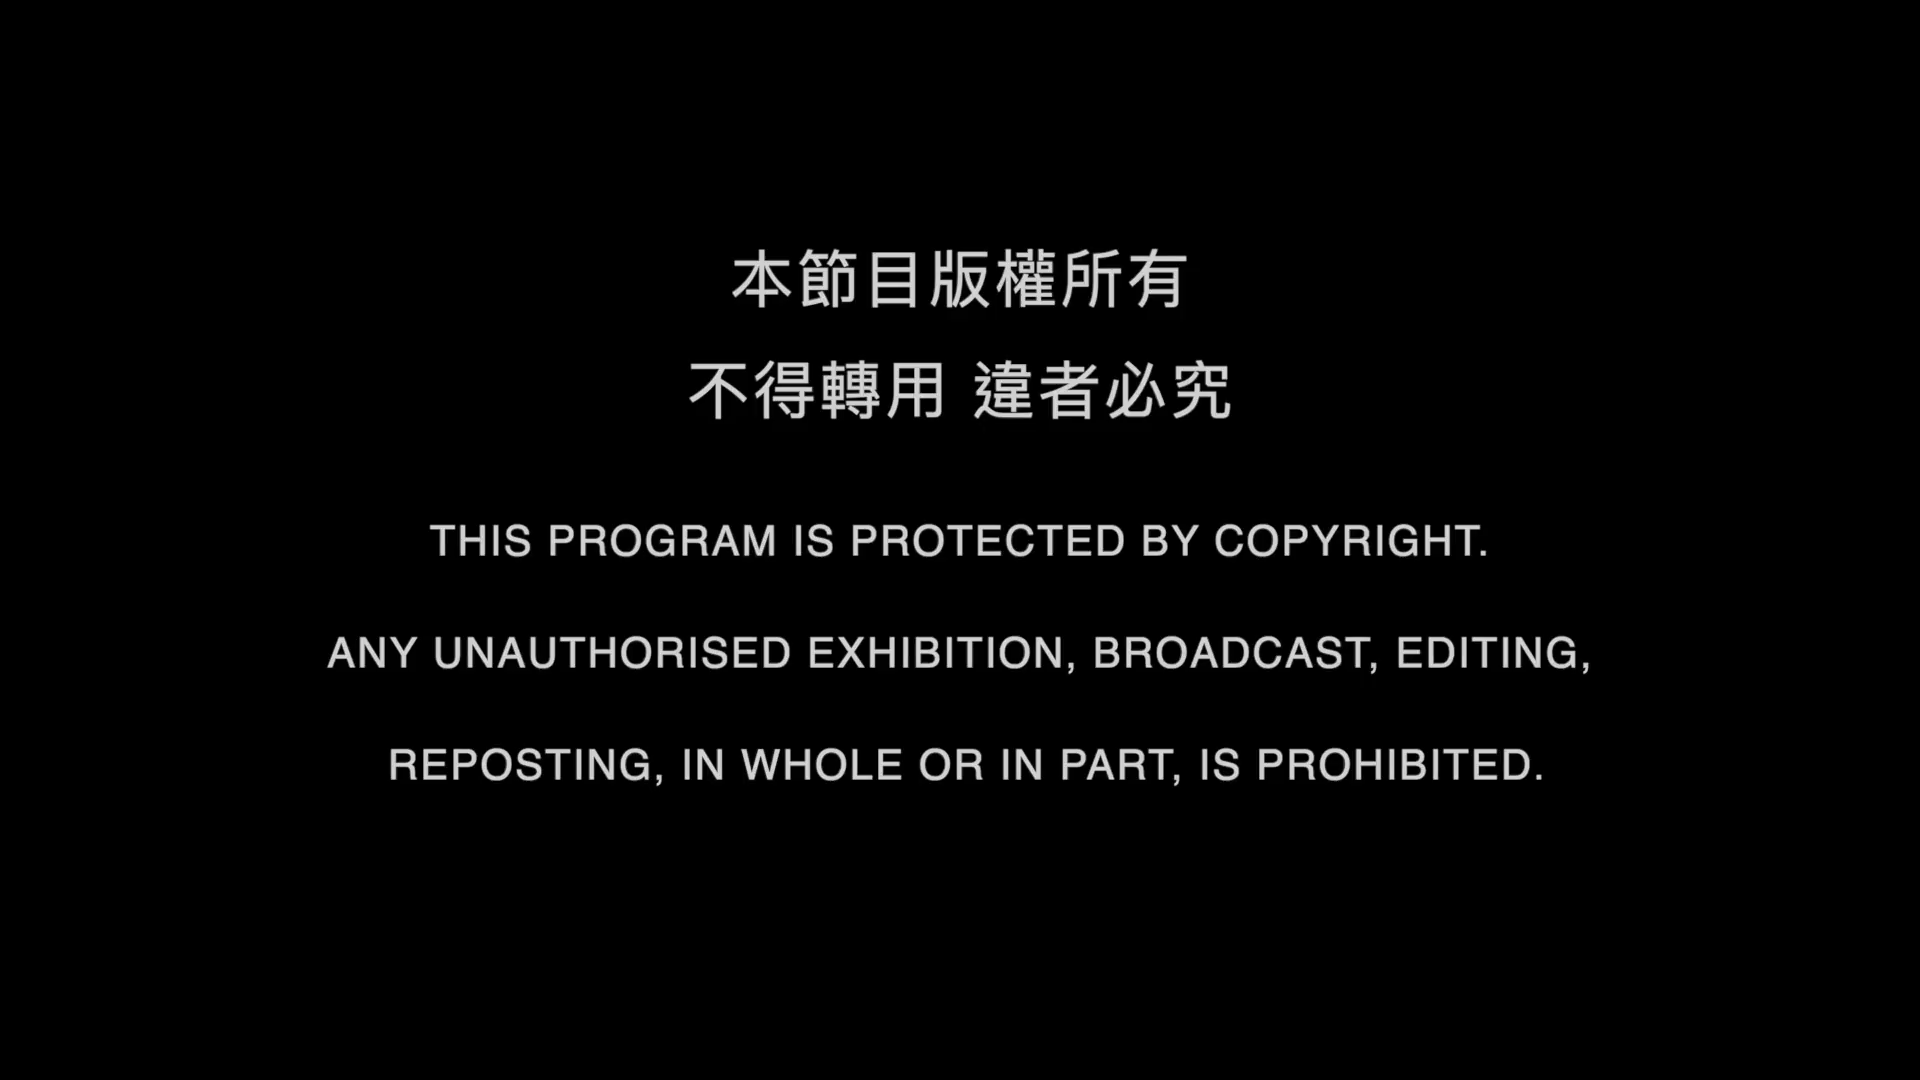 本節目版權所有
不得轉用 違者必究
THIS PROGRAM IS PROTECTED BY COPYRIGHT.
ANY UNAUTHORISED EXHIBITION, BROADCAST, EDITING,
REPOSTING, IN WHOLE OR IN PART, IS PROHIBITED.